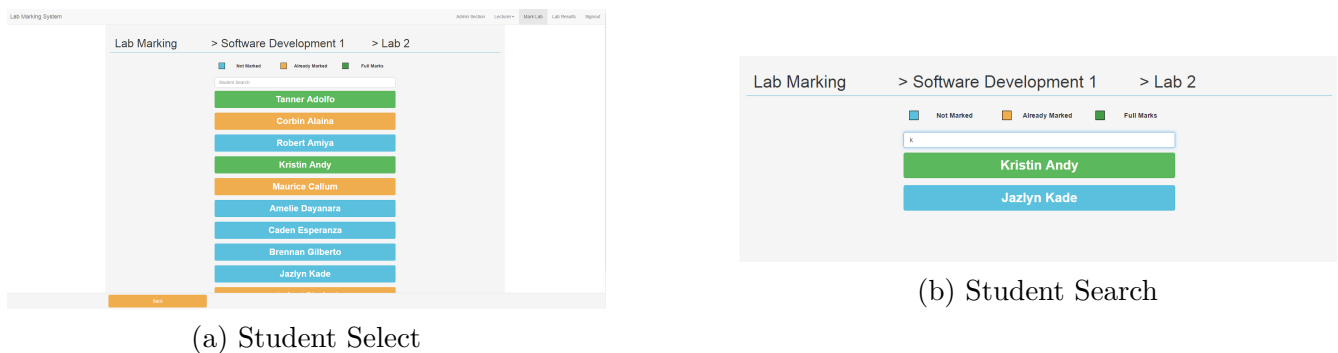 Lab Marking System
Admin Section Lecturer Mark Lab Lab Results Signout
Lab Marking > Software Development 1 > Lab 2
Not Marked Already Marked Full Marks
Student Search
Tanner Adolfo
Corbin Alaina
Robert Amiya
Kristin Andy
Maurice Callum
Amelie Dayanara
Caden Esperanza
Brennan Gilberto
Jazlyn Kade
Back
(a) Student Select
Lab Marking > Software Development 1 > Lab 2
Not Marked Already Marked Full Marks
k
Kristin Andy
Jazlyn Kade
(b) Student Search